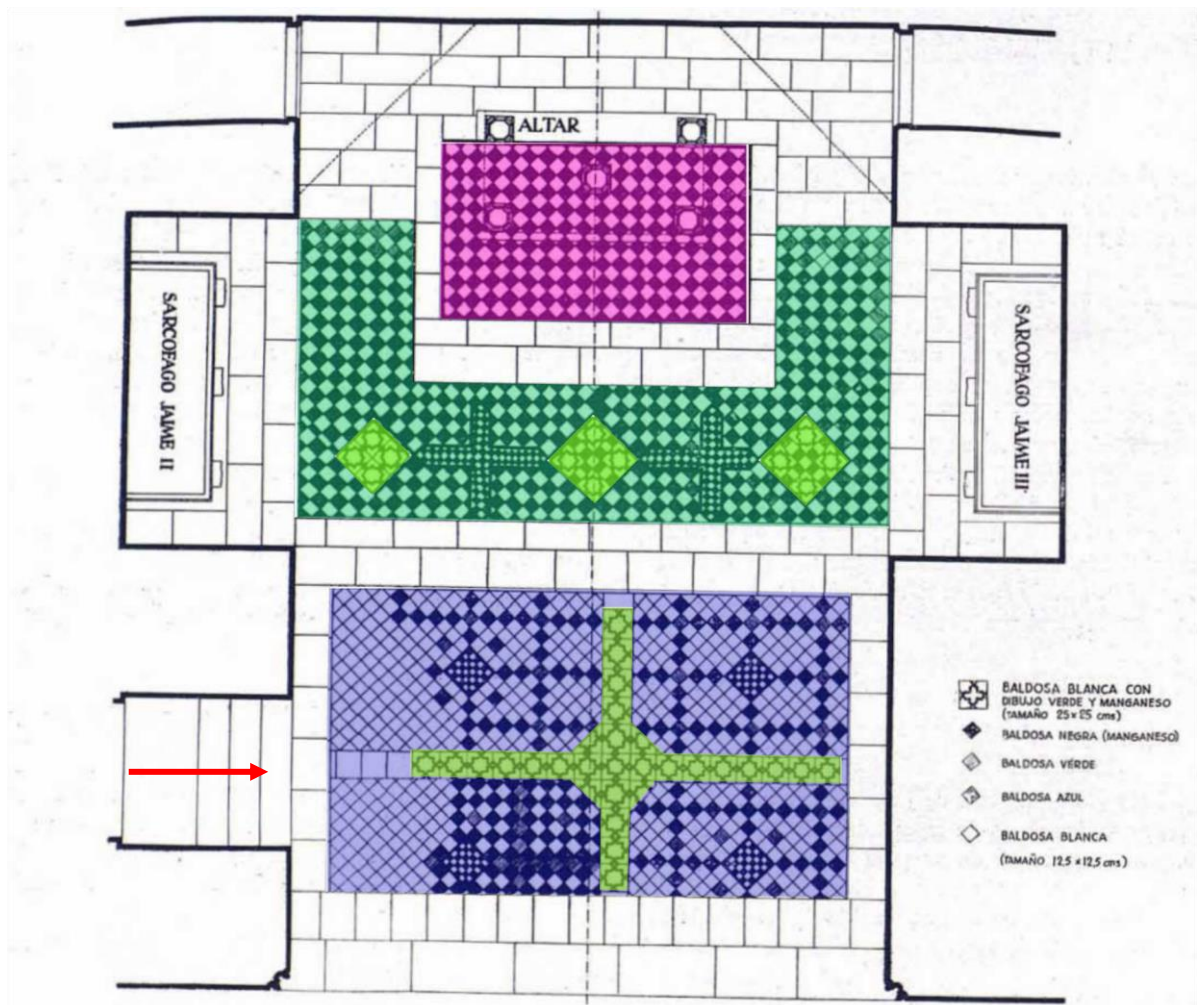 ALTAR
SARCOFAGO JAIME II
SARCOFAGO JAIME III
BALDOSA BLANCA CON
DIBUJO VERDE Y MANGANESO
(TAMAÑO 25 x 25 cms)
BALDOSA NEGRA (MANGANESO)
BALDOSA VERDE
BALDOSA AZUL
BALDOSA BLANCA
(TAMAÑO 12,5 x 12,5 cms)